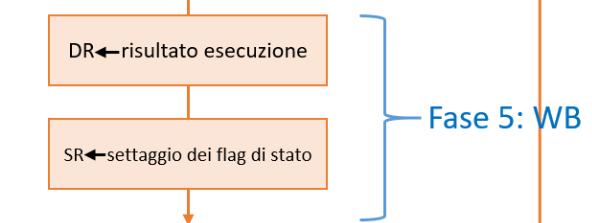 DR←risultato esecuzione
Fase 5: WB
SR←settaggio dei flag di stato